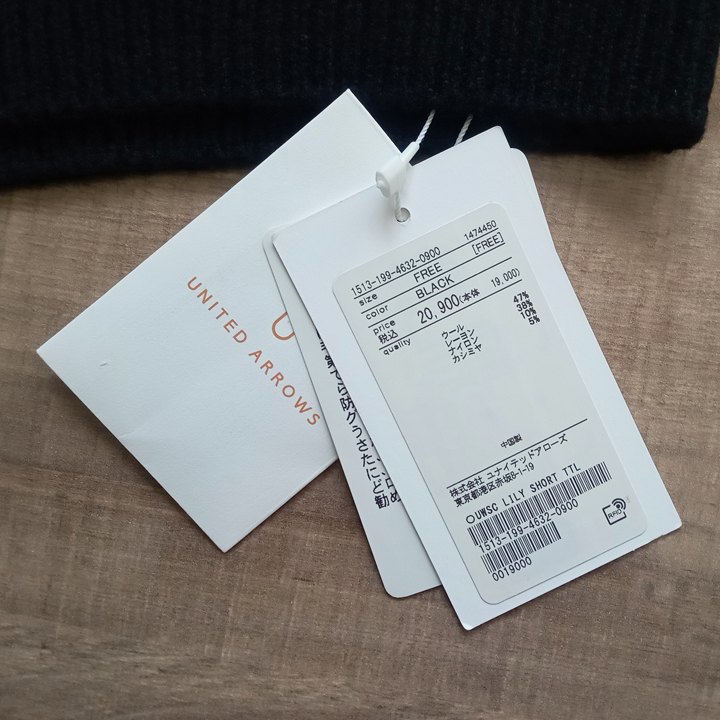 UNITED ARROWS
1474450
1513-199-4632-0900
size FREE [FREE]
color BLACK
price
税込 20,900(本体 19,000)
quality ウール 47%
レーヨン 38%
ナイロン 10%
カシミヤ 5%
中国製
株式会社 ユナイテッドアローズ
東京都港区赤坂8-1-19
〇UWSC LILY SHORT TTL
1513-199-4632-0900
0019000
RFID